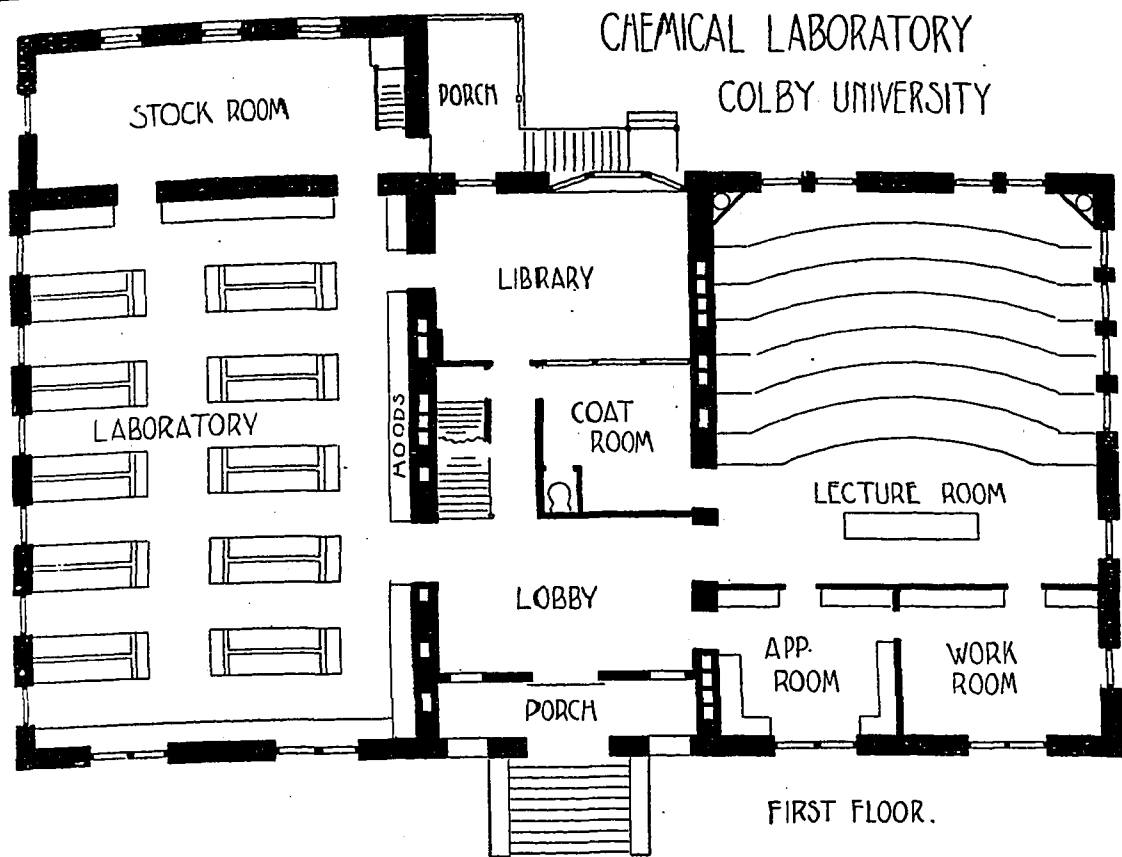 CHEMICAL LABORATORY
COLBY UNIVERSITY
STOCK ROOM
PORCH
LIBRARY
COAT
ROOM
LABORATORY
HOODS
LECTURE ROOM
LOBBY
APP.
ROOM
WORK
ROOM
PORCH
FIRST FLOOR.